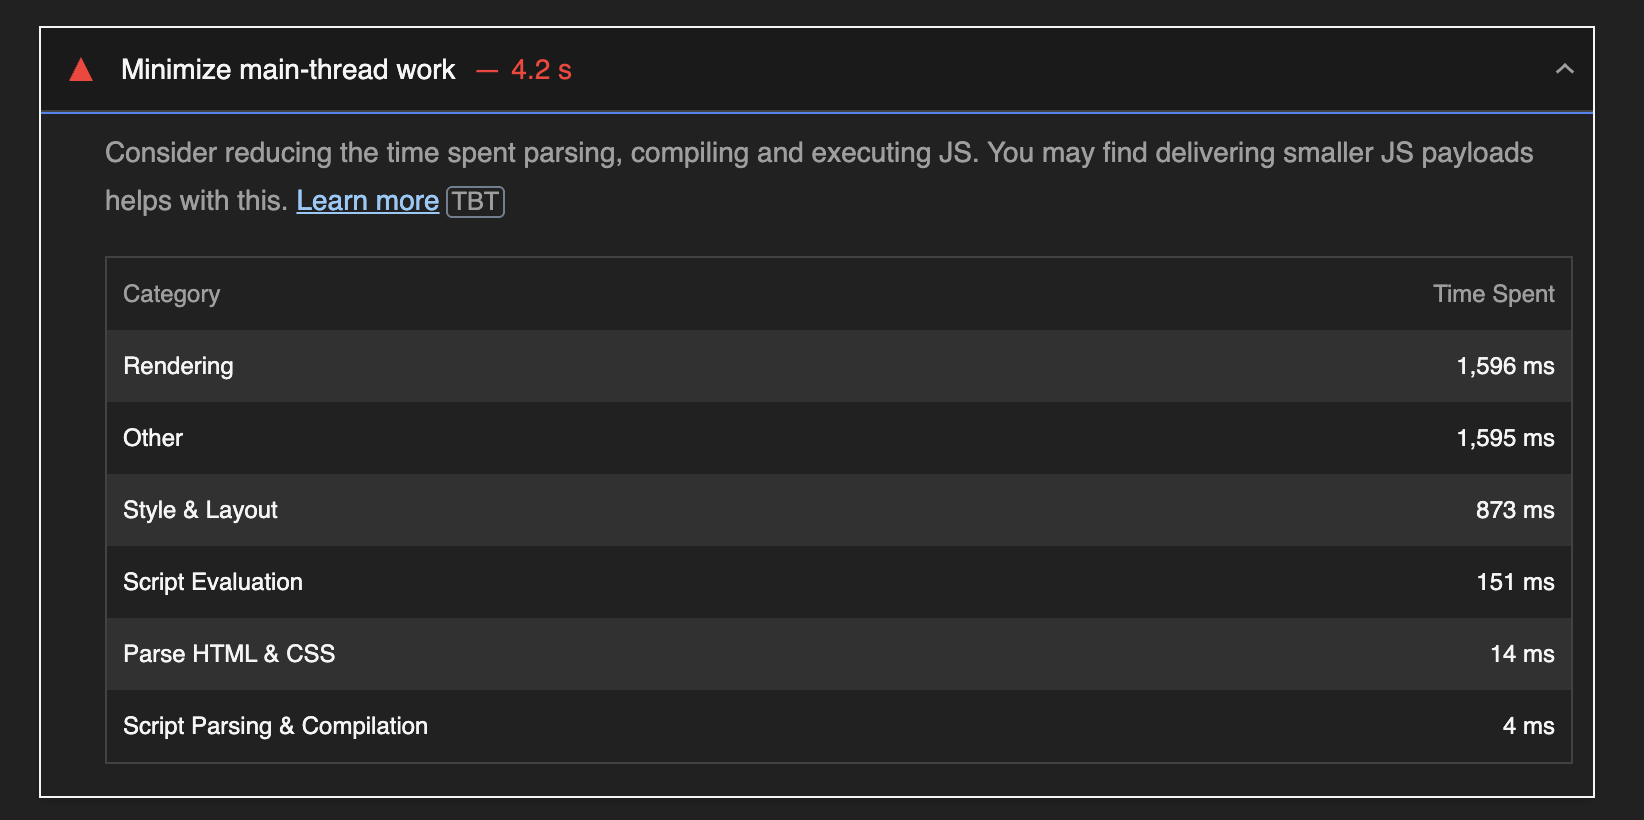 Minimize main-thread work — 4.2 s
Consider reducing the time spent parsing, compiling and executing JS. You may find delivering smaller JS payloads
helps with this. Learn more TBT
Category Time Spent
Rendering 1,596 ms
Other 1,595 ms
Style & Layout 873 ms
Script Evaluation 151 ms
Parse HTML & CSS 14 ms
Script Parsing & Compilation 4 ms